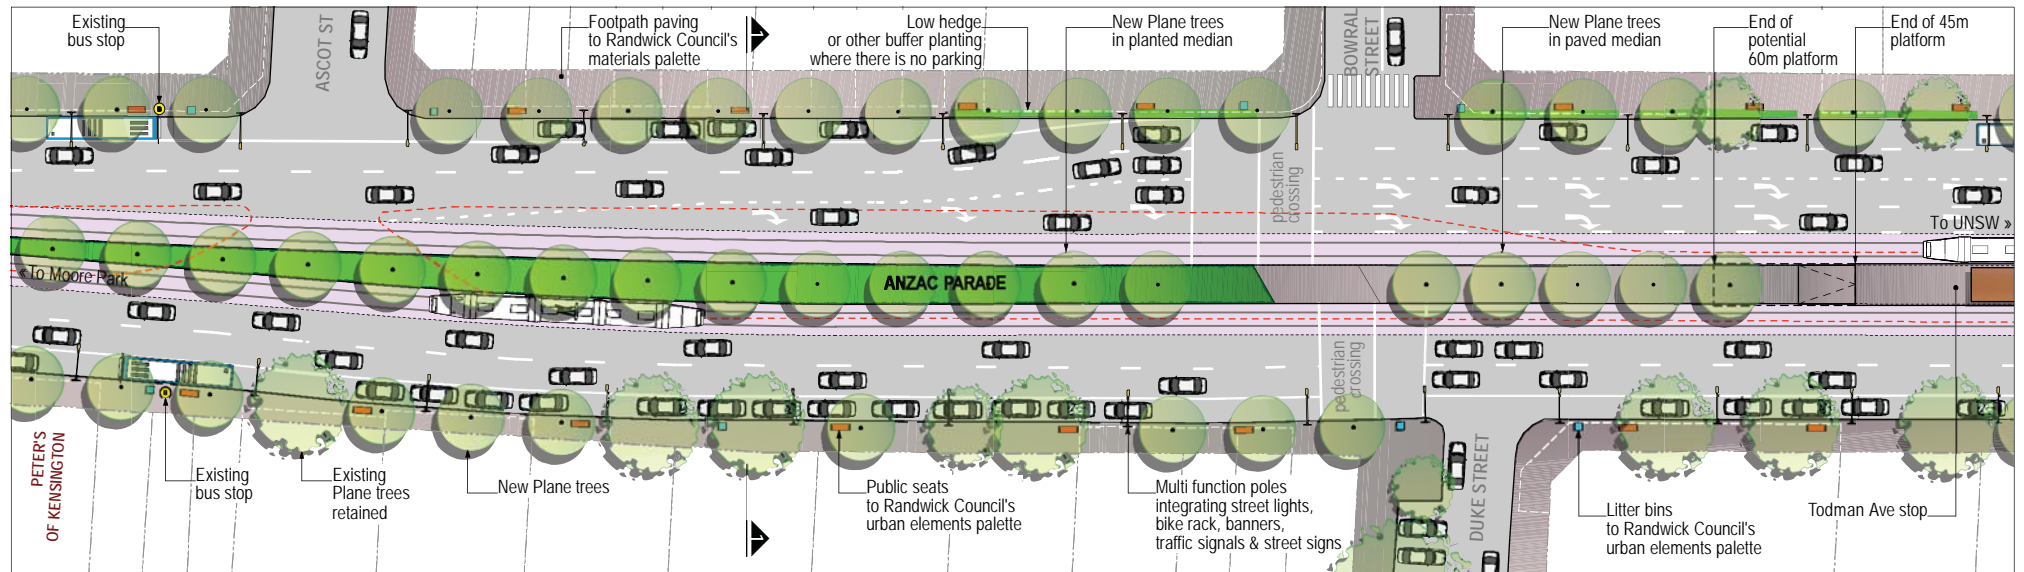 Existing
bus stop
ASCOT ST
Footpath paving
to Randwick Council's
materials palette
1
Low hedge
or other buffer planting
where there is no parking
New Plane trees
in planted median
BOWRAL
STREET
New Plane trees
in paved median
End of
potential
60m platform
End of 45m
platform
pedestrian
crossing
To UNSW »
« To Moore Park
ANZAC PARADE
pedestrian
crossing
PETER'S
OF KENSINGTON
Existing
bus stop
Existing
Plane trees
retained
New Plane trees
1
Public seats
to Randwick Council's
urban elements palette
Multi function poles
integrating street lights,
bike rack, banners,
traffic signals & street signs
DUKE STREET
Litter bins
to Randwick Council's
urban elements palette
Todman Ave stop